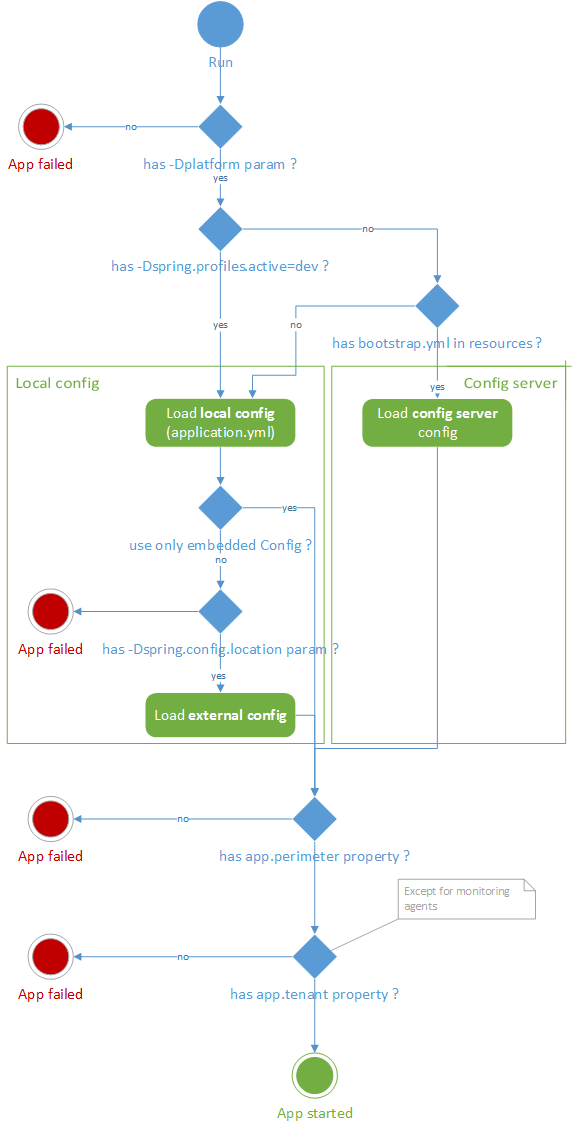 Run
no
App failed
has -Dplatform param ?
yes
no
has -Dspring.profiles.active=dev ?
yes
no
has bootstrap.yml in resources ?
yes
Local config
Config server
Load local config
(application.yml)
Load config server
config
yes
use only embedded Config ?
no
App failed
has -Dspring.config.location param ?
yes
Load external config
no
App failed
has app.perimeter property ?
Except for monitoring
agents
no
App failed
has app.tenant property ?
App started